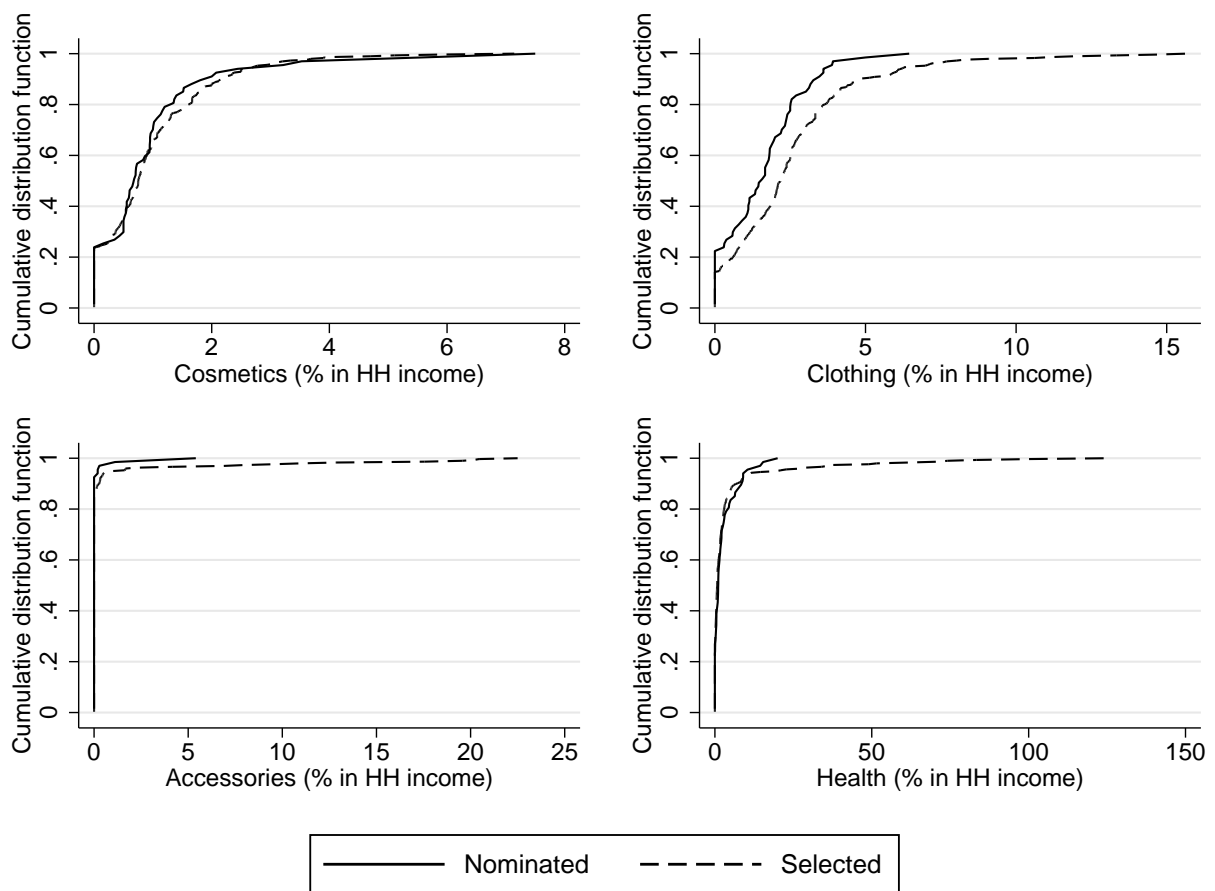 Cumulative distribution function
0 .2 .4 .6 .8 1
0 2 4 6 8
Cosmetics (% in HH income)
Cumulative distribution function
0 .2 .4 .6 .8 1
0 5 10 15
Clothing (% in HH income)
Cumulative distribution function
0 .2 .4 .6 .8 1
0 5 10 15 20 25
Accessories (% in HH income)
Cumulative distribution function
0 .2 .4 .6 .8 1
0 50 100 150
Health (% in HH income)
Nominated Selected